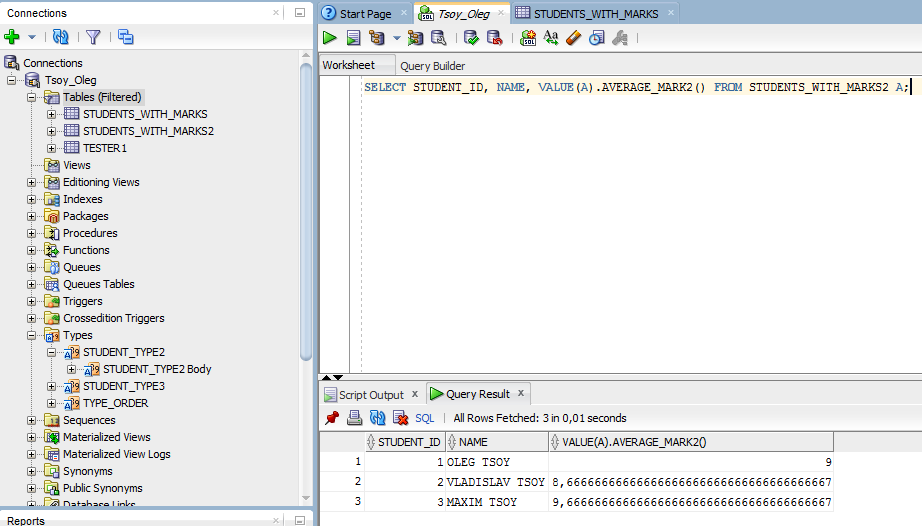 Connections
Connections
Tsoy_Oleg
Tables (Filtered)
STUDENTS_WITH_MARKS
STUDENTS_WITH_MARKS2
TESTER1
Views
Editioning Views
Indexes
Packages
Procedures
Functions
Queues
Queues Tables
Triggers
Crossedition Triggers
Types
STUDENT_TYPE2
STUDENT_TYPE2 Body
STUDENT_TYPE3
TYPE_ORDER
Sequences
Materialized Views
Materialized View Logs
Synonyms
Public Synonyms
Database Links
Reports
Start Page Tsoy_Oleg STUDENTS_WITH_MARKS
Worksheet Query Builder
SELECT STUDENT_ID, NAME, VALUE(A).AVERAGE_MARK2() FROM STUDENTS_WITH_MARKS2 A;
Script Output x Query Result x
SQL | All Rows Fetched: 3 in 0,01 seconds
STUDENT_ID NAME VALUE(A).AVERAGE_MARK2()
1 1 OLEG TSOY 9
2 2 VLADISLAV TSOY 8,66666666666666666666666666666666666667
3 3 MAXIM TSOY 9,66666666666666666666666666666666666667